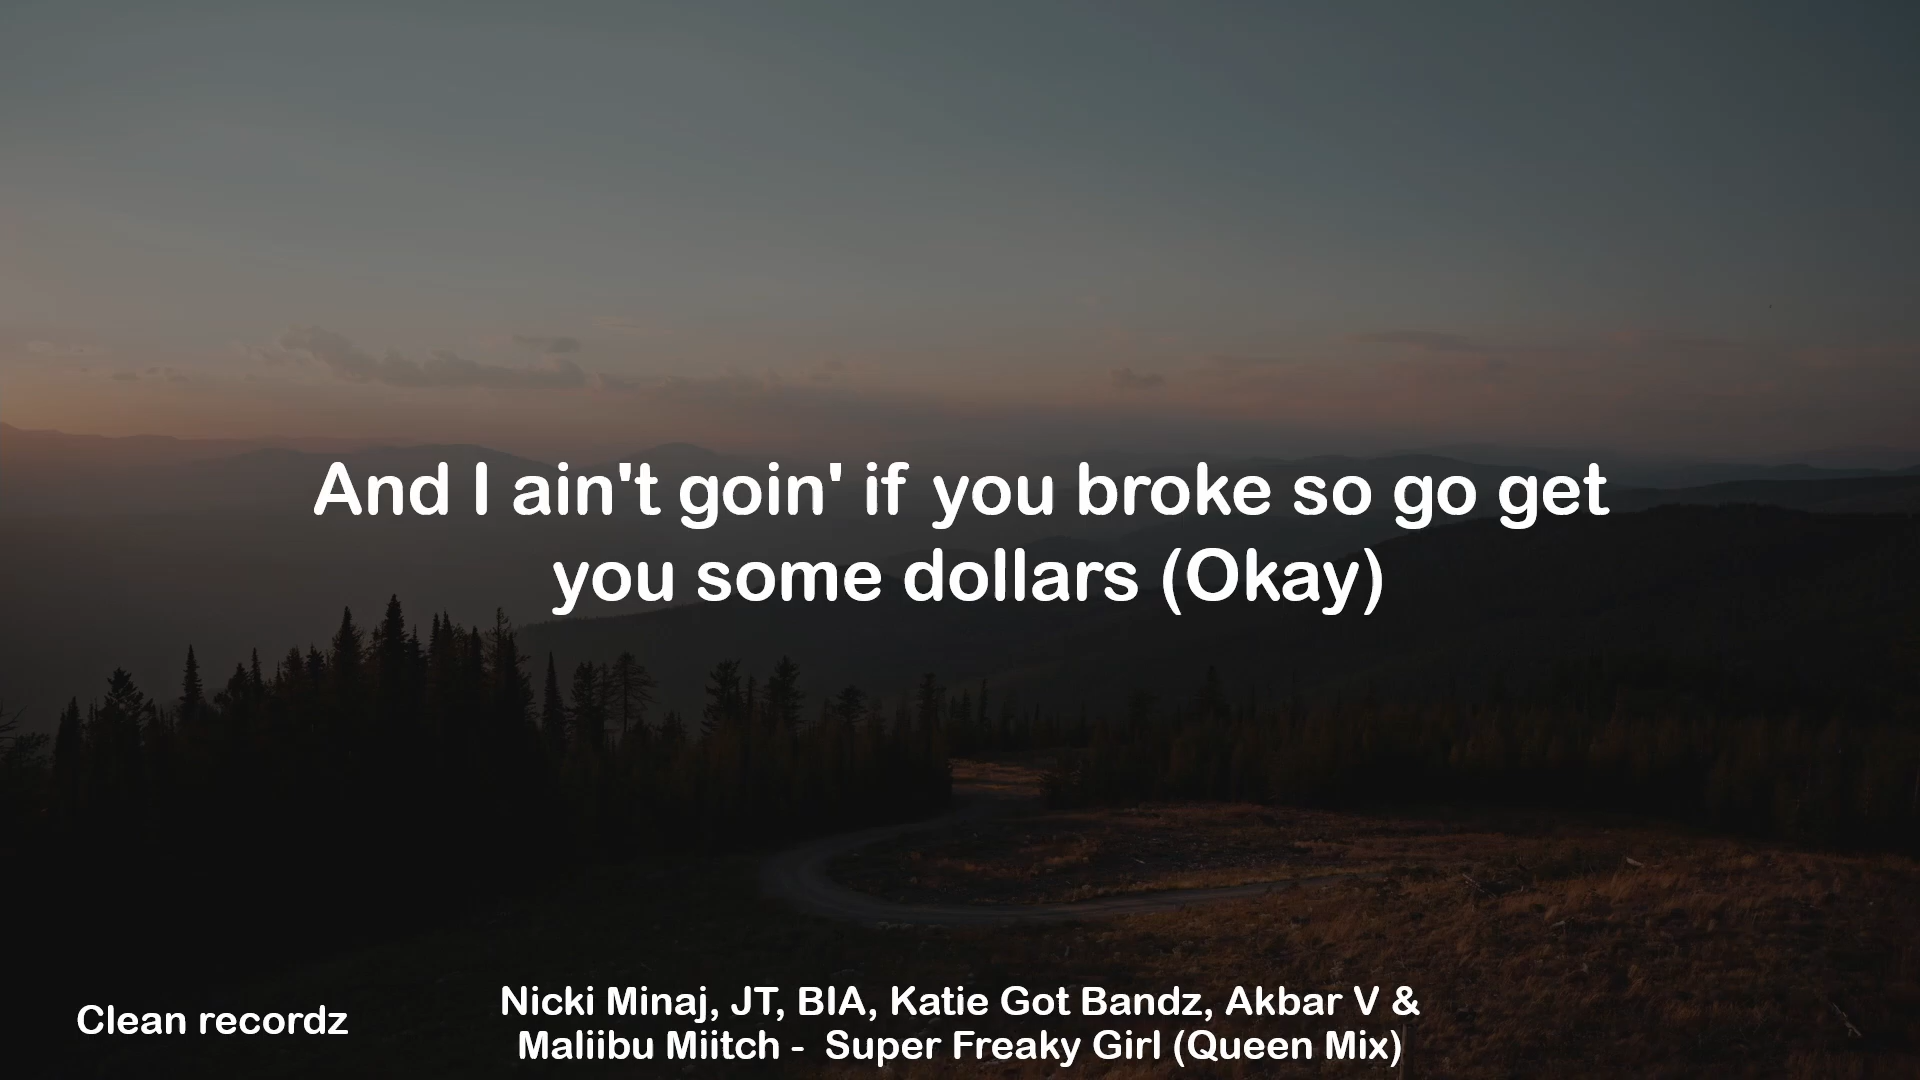 And I ain't goin' if you broke so go get
you some dollars (Okay)
Clean recordz
Nicki Minaj, JT, BIA, Katie Got Bandz, Akbar V &
Maliibu Miitch -  Super Freaky Girl (Queen Mix)